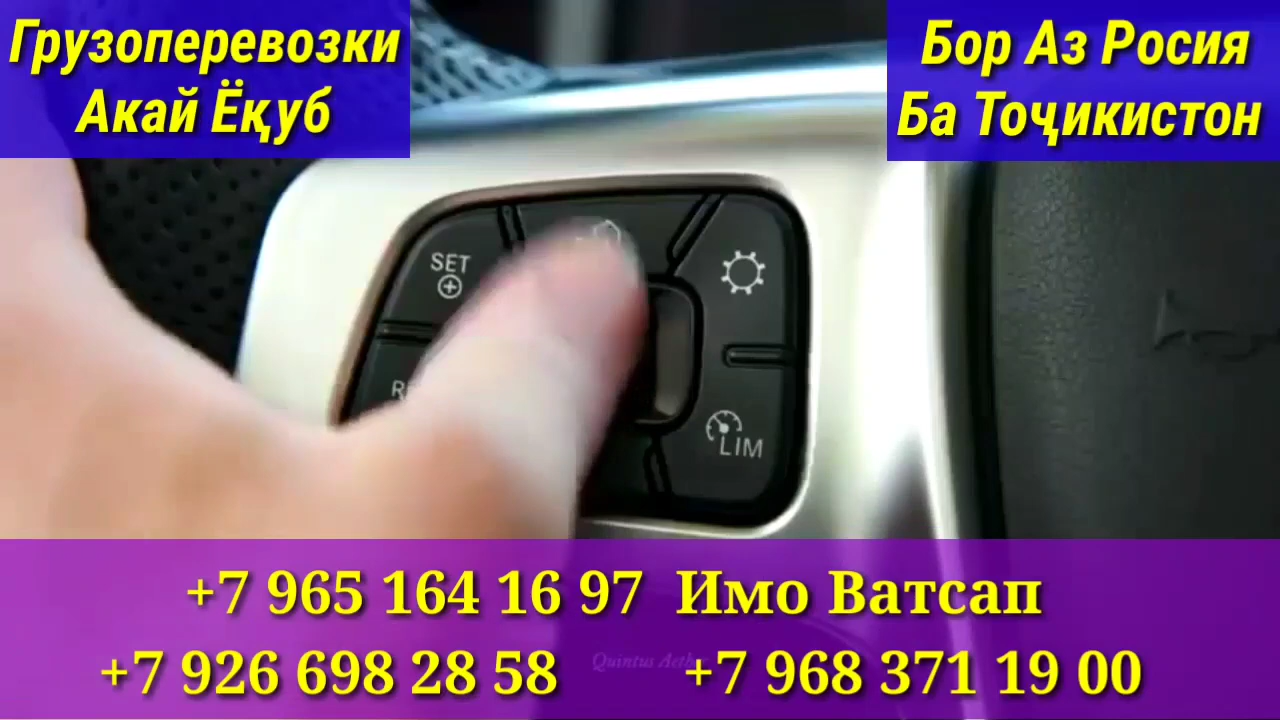 Грузоперевозки
Акай Ёқуб
Бор Аз Росия
Ба Тоҷикистон
SET
LIM
+7 965 164 16 97 Имо Ватсап
Quintus
+7 926 698 28 58 +7 968 371 19 00